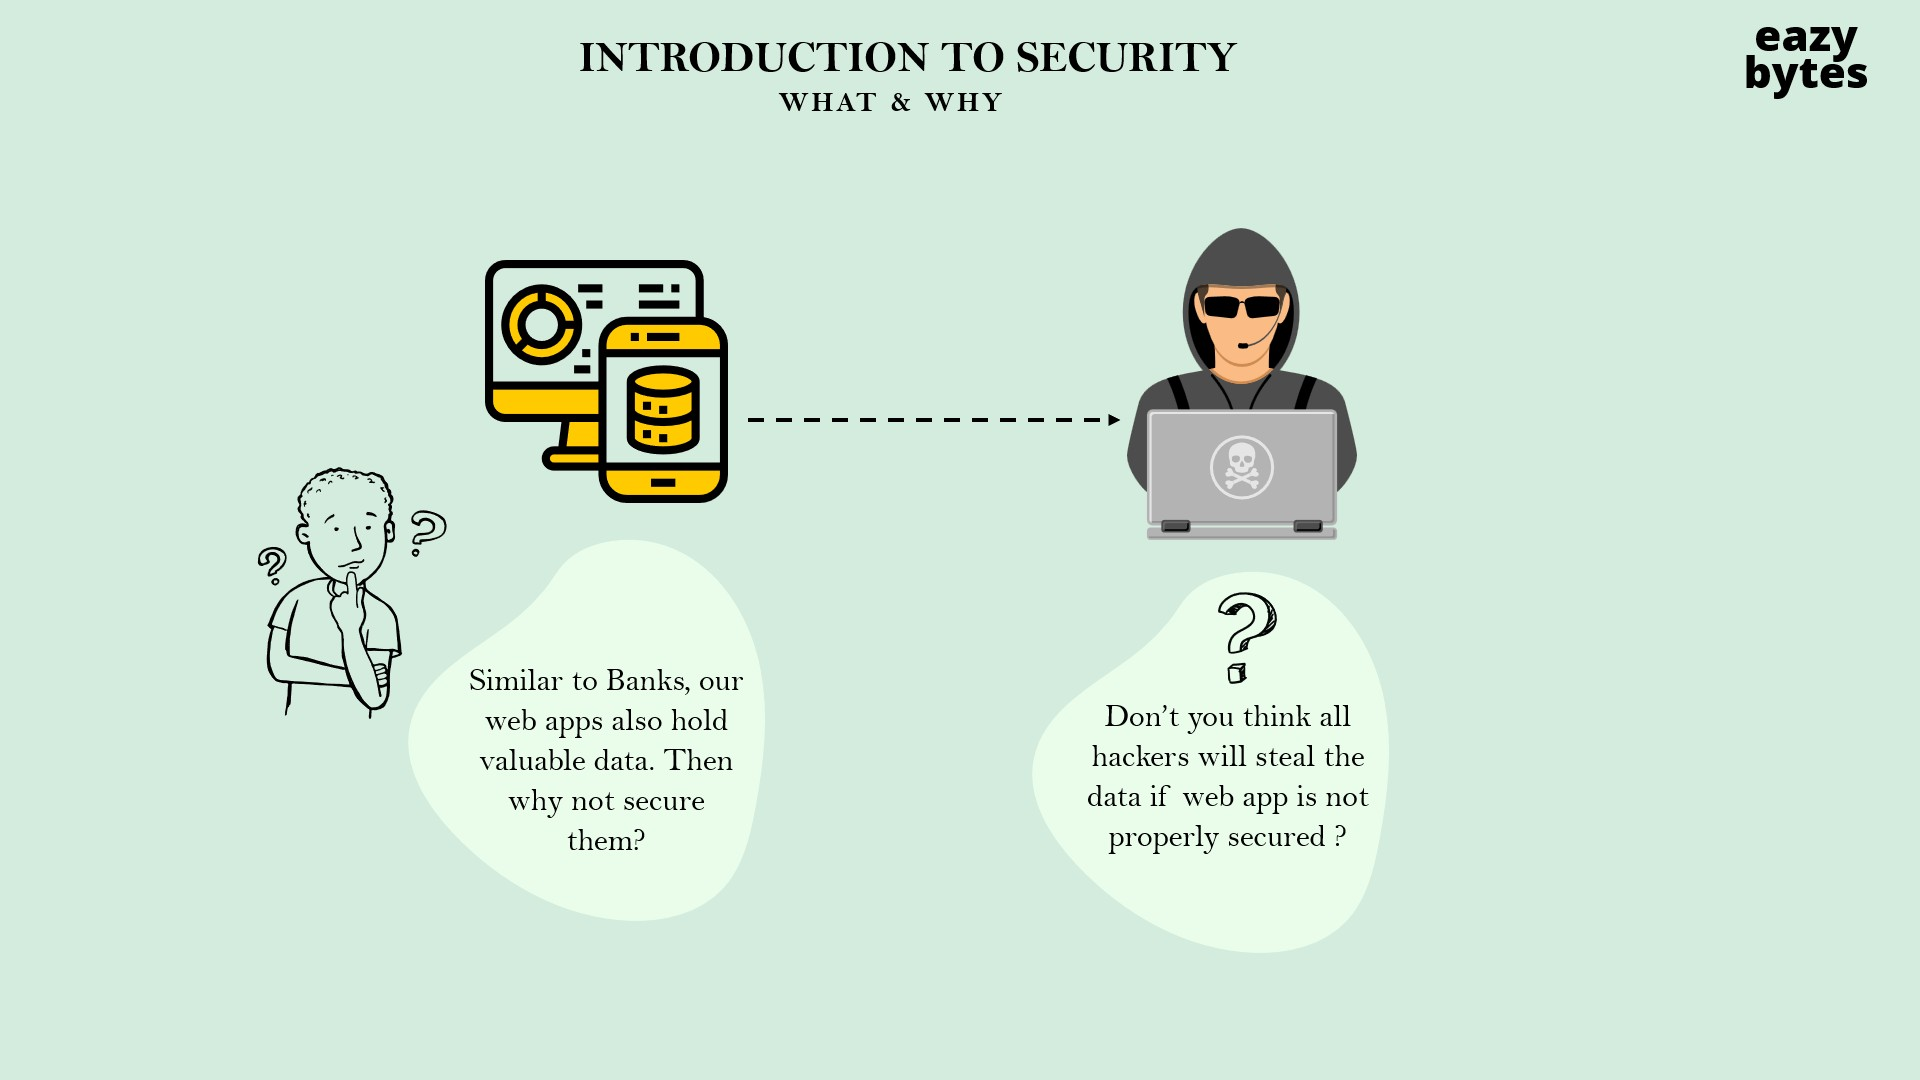 INTRODUCTION TO SECURITY
WHAT & WHY
eazy
bytes
?
?
Similar to Banks, our
web apps also hold
valuable data. Then
why not secure
them?
?
Don’t you think all
hackers will steal the
data if  web app is not
properly secured ?